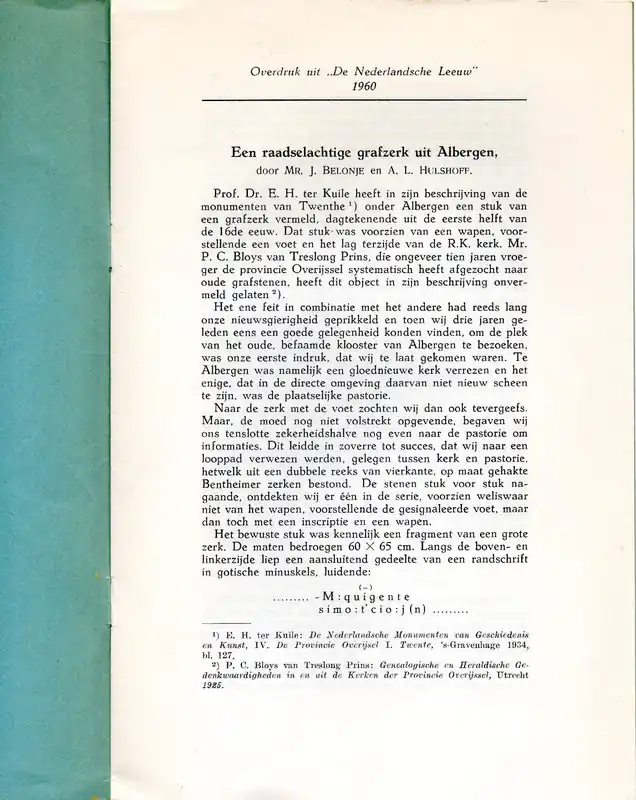 Overdruk uit „De Nederlandsche Leeuw"
1960
Een raadselachtige grafzerk uit Albergen,
door MR. J. BELONJE en A. L. HULSHOFF.
Prof. Dr. E. H. ter Kuile heeft in zijn beschrijving van de
monumenten van Twenthe ¹) onder Albergen een stuk van
een grafzerk vermeld, dagtekenende uit de eerste helft van
de 16de eeuw. Dat stuk was voorzien van een wapen, voor-
stellende een voet en het lag terzijde van de R.K. kerk. Mr.
P. C. Bloys van Treslong Prins, die ongeveer tien jaren vroe-
ger de provincie Overijssel systematisch heeft afgezocht naar
oude grafstenen, heeft dit object in zijn beschrijving onver-
meld gelaten ²).
Het ene feit in combinatie met het andere had reeds lang
onze nieuwsgierigheid geprikkeld en toen wij drie jaren ge-
leden eens een goede gelegenheid konden vinden, om de plek
van het oude, befaamde klooster van Albergen te bezoeken,
was onze eerste indruk, dat wij te laat gekomen waren. Te
Albergen was namelijk een gloednieuwe kerk verrezen en het
enige, dat in de directe omgeving daarvan niet nieuw scheen
te zijn, was de plaatselijke pastorie.
Naar de zerk met de voet zochten wij dan ook tevergeefs.
Maar, de moed nog niet volstrekt opgevende, begaven wij
ons tenslotte zekerheidshalve nog even naar de pastorie om
informaties. Dit leidde in zoverre tot succes, dat wij naar een
looppad verwezen werden, gelegen tussen kerk en pastorie,
hetwelk uit een dubbele reeks van vierkante, op maat gehakte
Bentheimer zerken bestond. De stenen stuk voor stuk na-
gaande, ontdekten wij er één in de serie, voorzien weliswaar
niet van het wapen, voorstellende de gesignaleerde voet, maar
dan toch met een inscriptie en een wapen.
Het bewuste stuk was kennelijk een fragment van een grote
zerk. De maten bedroegen 60 × 65 cm. Langs de boven- en
linkerzijde liep een aansluitend gedeelte van een randschrift
in gotische minuskels, luidende:
(–)
......... - M : quigente
simo : t' cio : j (n) .........
¹) E. H. ter Kuile: De Nederlandsche Monumenten van Geschiedenis
en Kunst, IV. De Provincie Overijsel I. Twente, 's-Gravenhage 1934,
bl. 127.
²) P. C. Bloys van Treslong Prins: Genealogische en Heraldische Ge-
denkwaardigheden in en uit de Kerken der Provincie Overijssel, Utrecht
1925.